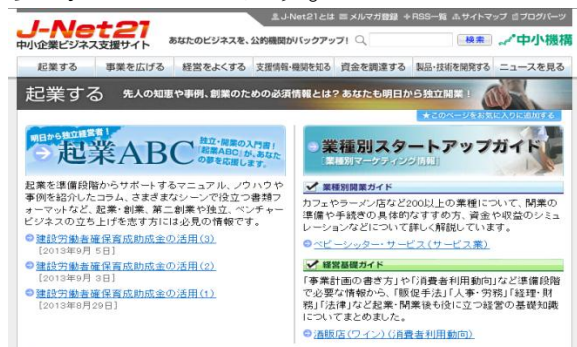 J-Net21とは メルマガ登録 RSS一覧 サイトマップ ブログパーツ
J-Net21
中小企業ビジネス支援サイト
あなたのビジネスを、公的機関がバックアップ!
検索
中小機構
起業する 事業を広げる 経営をよくする 支援情報・機関を知る 資金を調達する 製品・技術を開発する ニュースを見る
起業する 先人の知恵や事例、創業のための必須情報とは?あなたも明日から独立開業!
★このページをお気に入りに追加する
明日から独立経営者!
起業ABC
独立・開業の入門書!
「起業ABC」が、あなたの夢を応援します。
起業を準備段階からサポートするマニュアル、ノウハウや
事例を紹介したコラム、さまざまなシーンで役立つ書類フ
ォーマットなど、起業・創業、第二創業や独立、ベンチャー
ビジネスの立ち上げを志す方には必見の情報です。
建設労働者確保育成助成金の活用(3)
[2013年9月 5日]
建設労働者確保育成助成金の活用(2)
[2013年9月 3日]
建設労働者確保育成助成金の活用(1)
[2013年8月29日]
業種別スタートアップガイド
[業種別マーケティング情報]
業種別開業ガイド
カフェやラーメン店など200以上の業種について、開業の
準備や手続きの具体的なすすめ方、資金や収益のシミュ
レーションなどについて詳しく解説しています。
ベビーシッター・サービス(サービス業)
経営基礎ガイド
「事業計画の書き方」や「消費者利用動向」など準備段階
で必要な情報から、「販促手法」「人事・労務」「経理・財
務」「法律」など起業・開業後も役に立つ経営の基礎知識
についてまとめました。
酒販店(ワイン)(消費者利用動向)